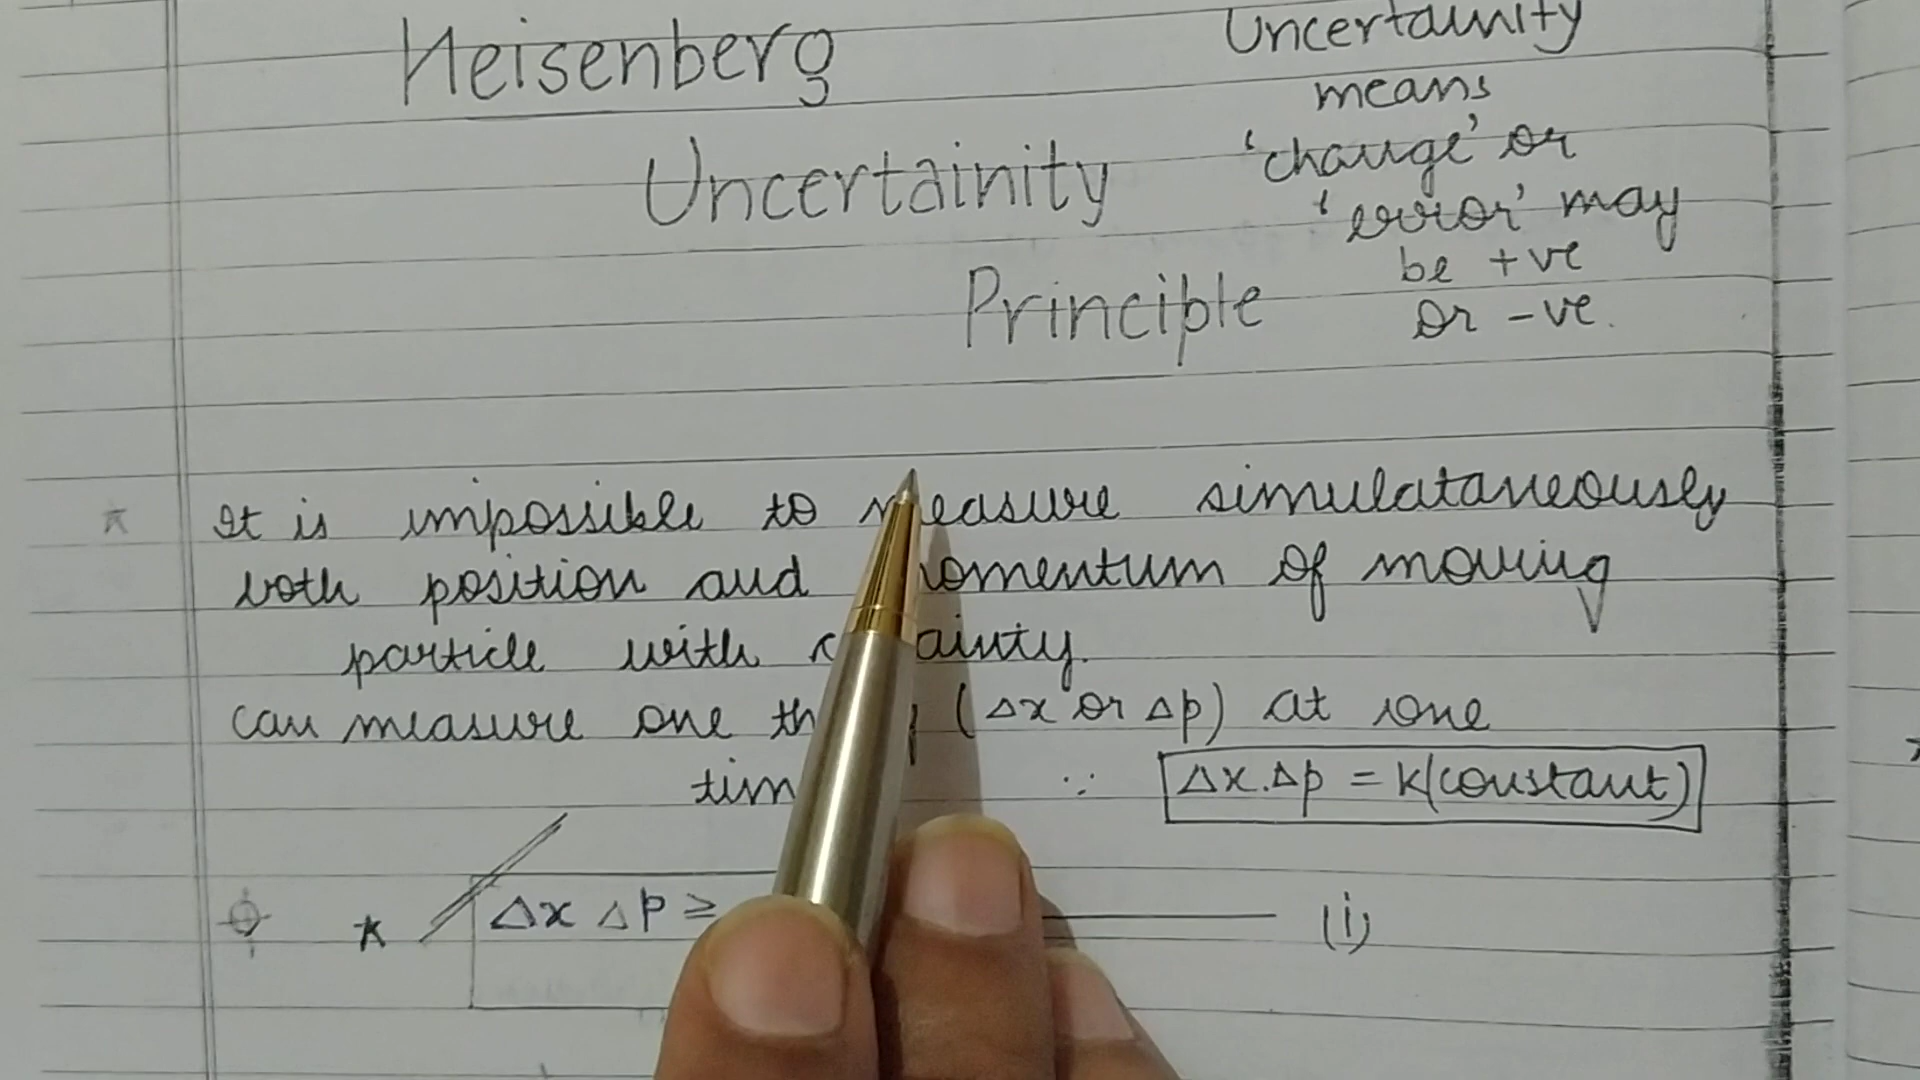 Heisenberg
Uncertainity
Principle
Uncertainity
means
'change' or
'error' may
be +ve
or -ve.
* It is impossible to measure simulataneously
both position and momentum of moving
particle with
can measure one (Δx or Δp) at one
∵ Δx.Δp = K(constant)
* Δx Δp ≥ (i)